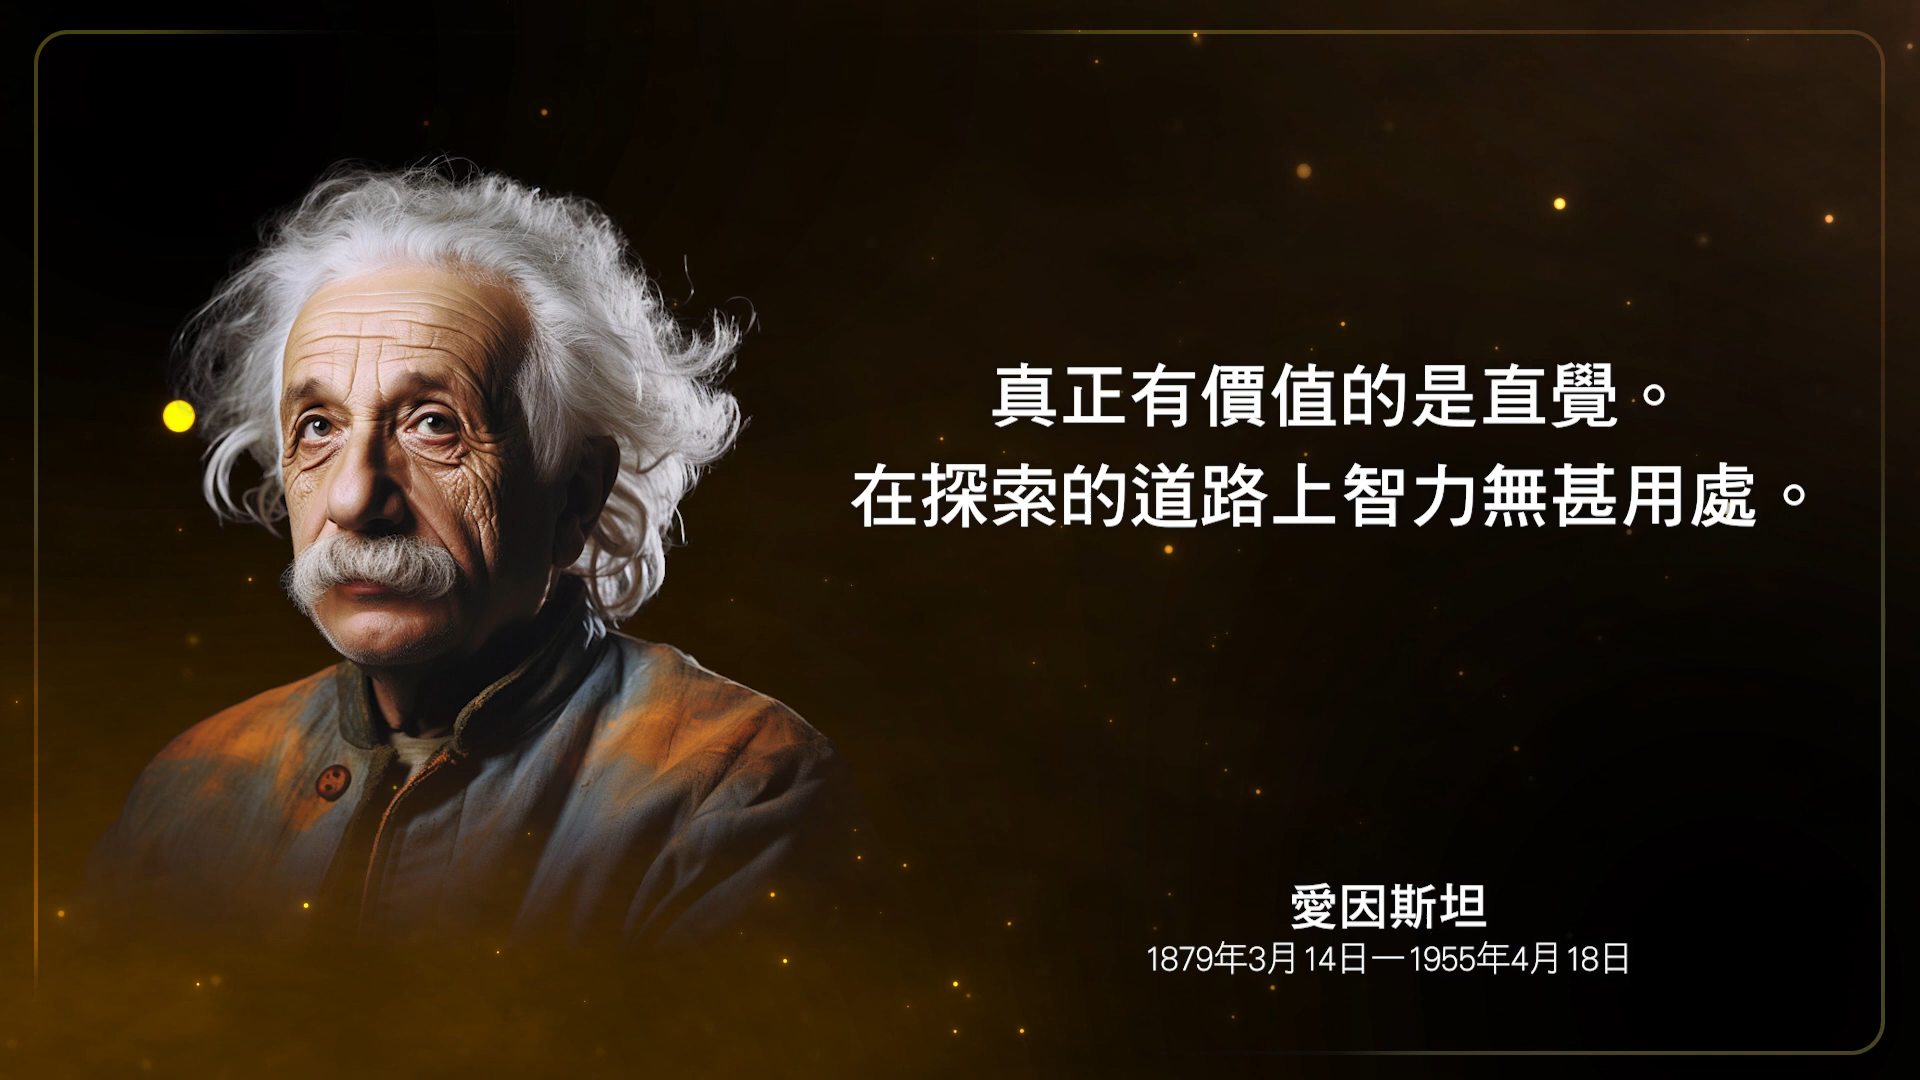 真正有價值的是直覺。
在探索的道路上智力無甚用處。
愛因斯坦
1879年3月14日—1955年4月18日